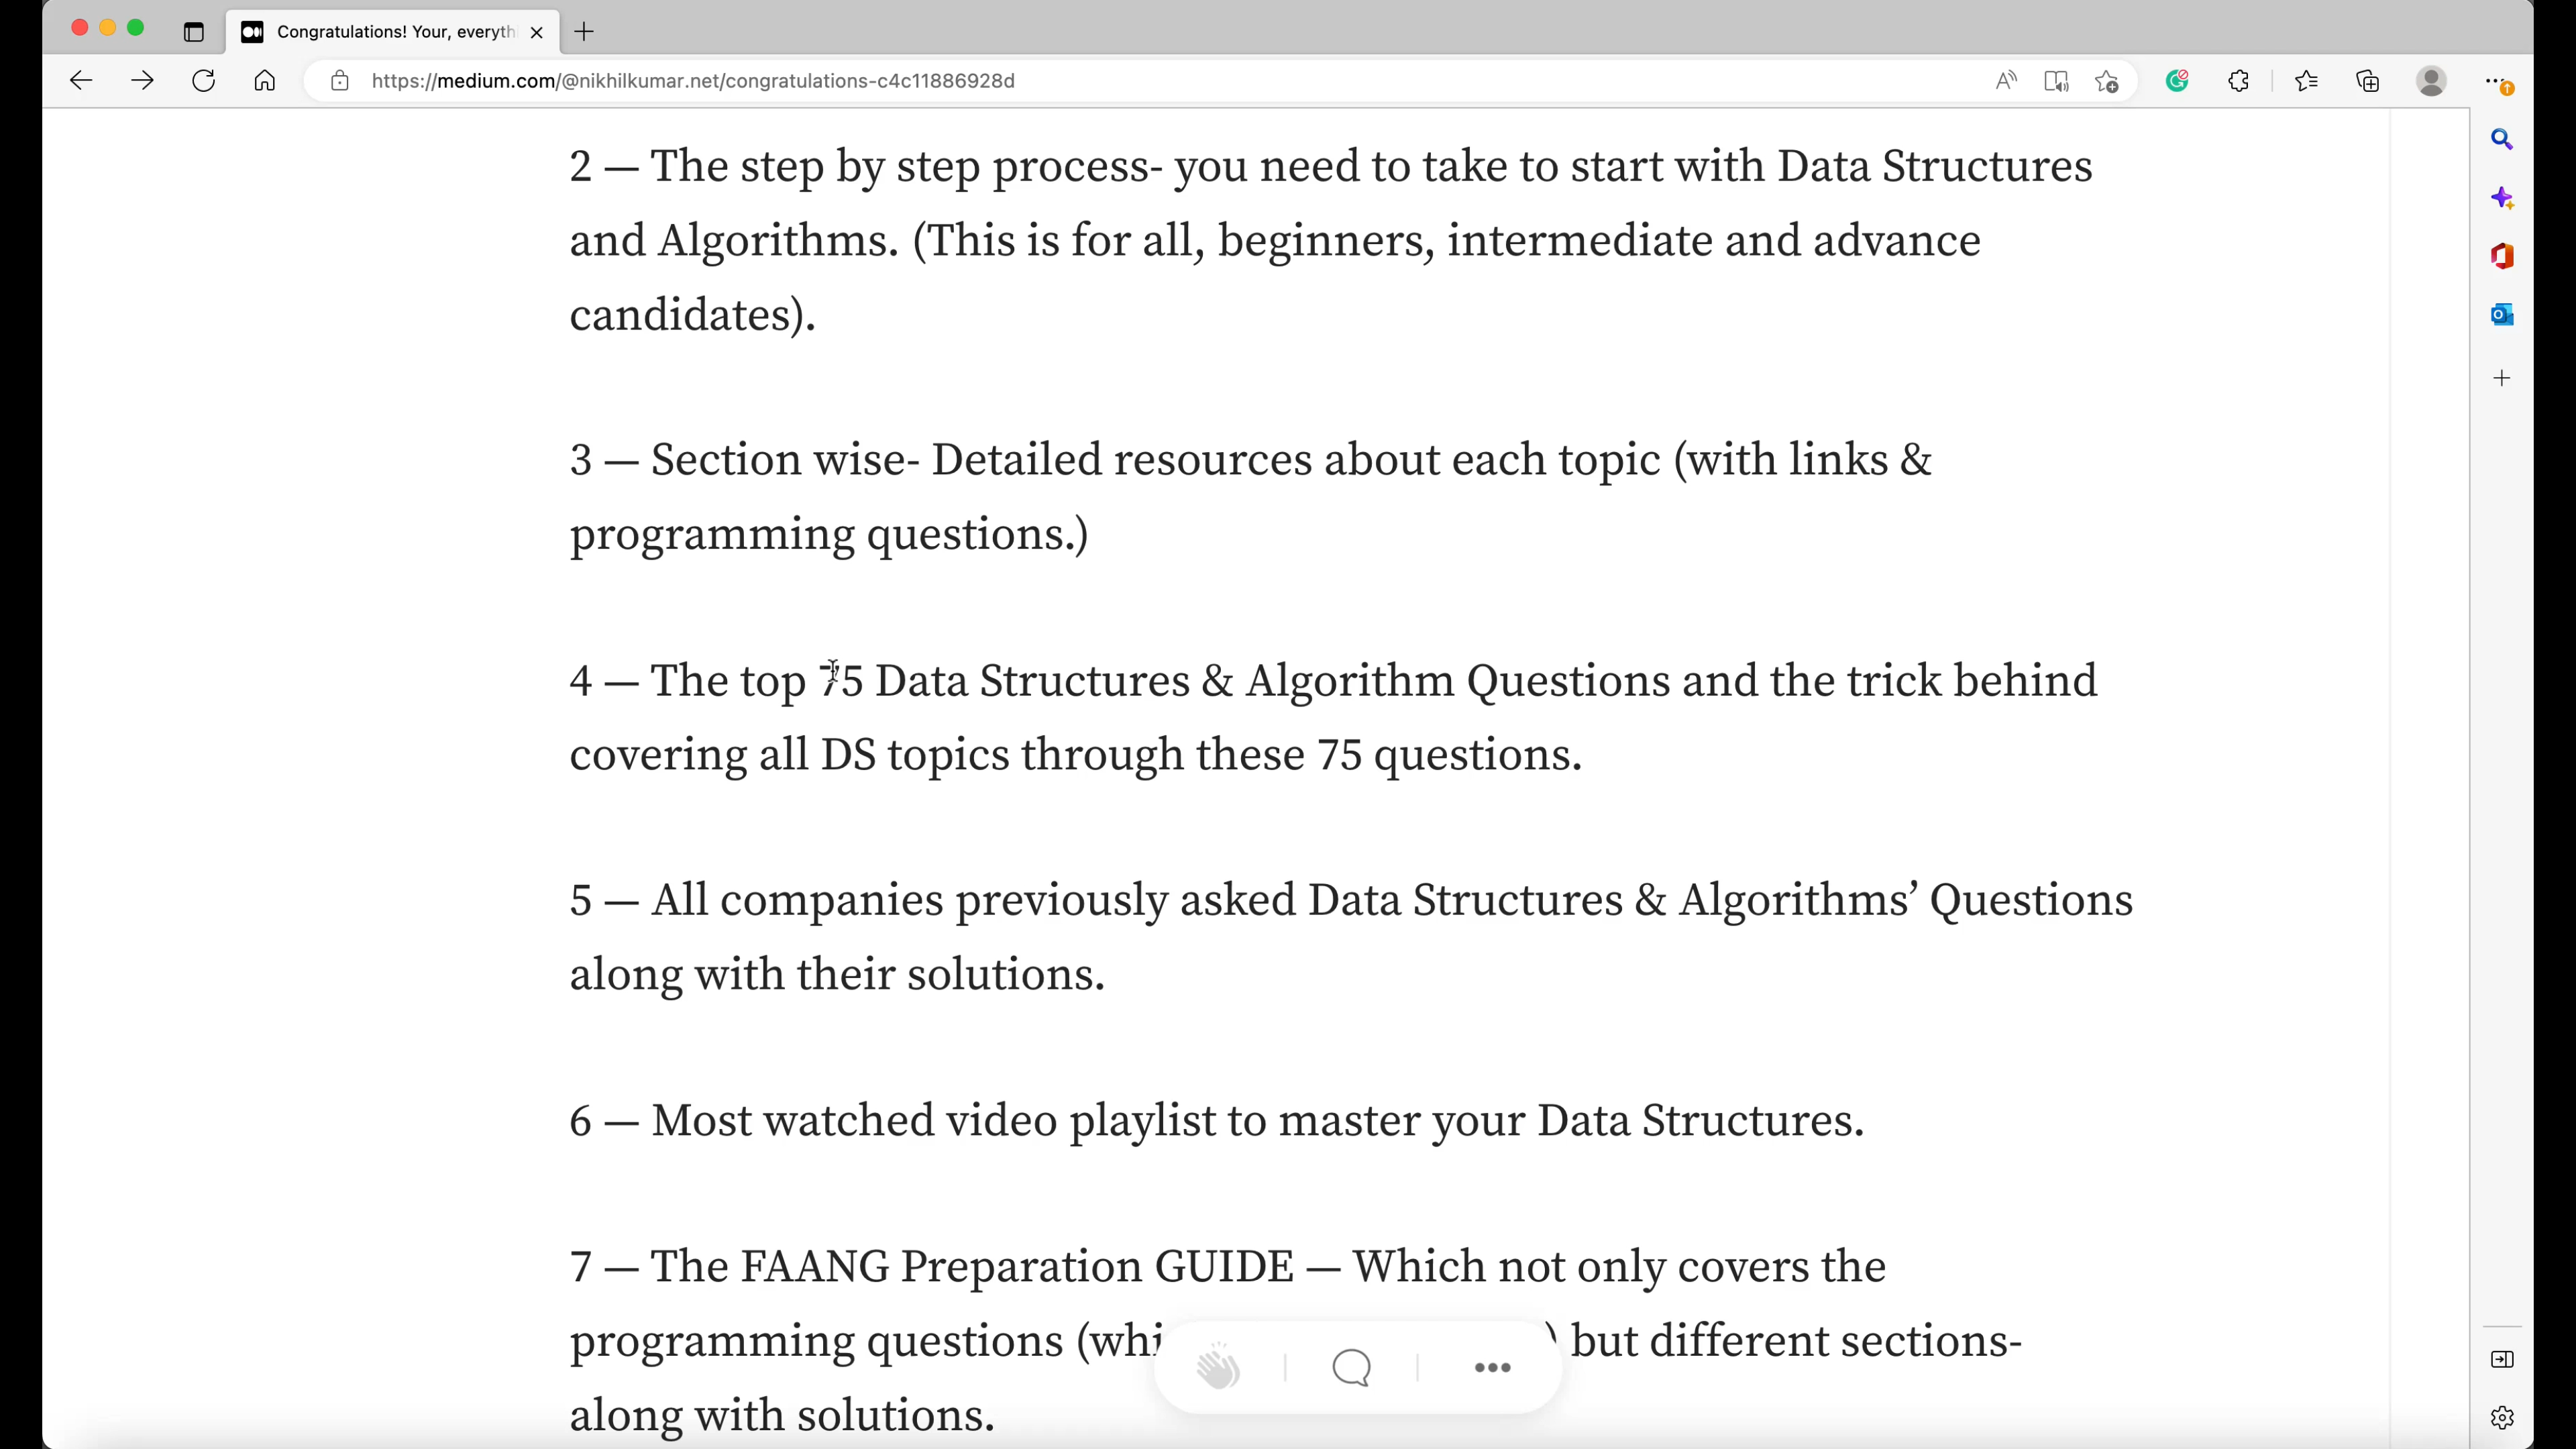 Congratulations! Your, everyth
https://medium.com/@nikhilkumar.net/congratulations-c4c11886928d
2 — The step by step process- you need to take to start with Data Structures
and Algorithms. (This is for all, beginners, intermediate and advance
candidates).
3 — Section wise- Detailed resources about each topic (with links &
programming questions.)
4 — The top 75 Data Structures & Algorithm Questions and the trick behind
covering all DS topics through these 75 questions.
5 — All companies previously asked Data Structures & Algorithms’ Questions
along with their solutions.
6 — Most watched video playlist to master your Data Structures.
7 — The FAANG Preparation GUIDE — Which not only covers the
programming questions (whi ) but different sections-
along with solutions.